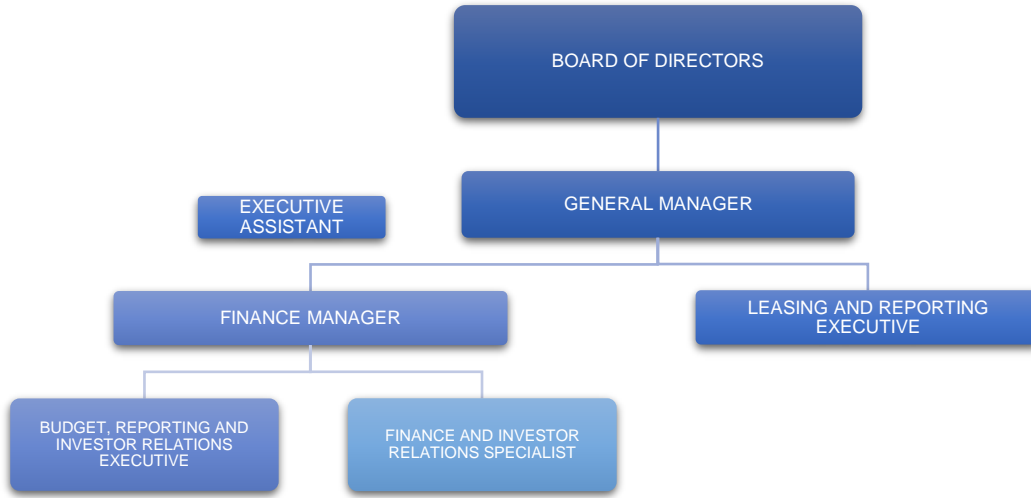 BOARD OF DIRECTORS
GENERAL MANAGER
EXECUTIVE
ASSISTANT
FINANCE MANAGER
LEASING AND REPORTING
EXECUTIVE
BUDGET, REPORTING AND
INVESTOR RELATIONS
EXECUTIVE
FINANCE AND INVESTOR
RELATIONS SPECIALIST